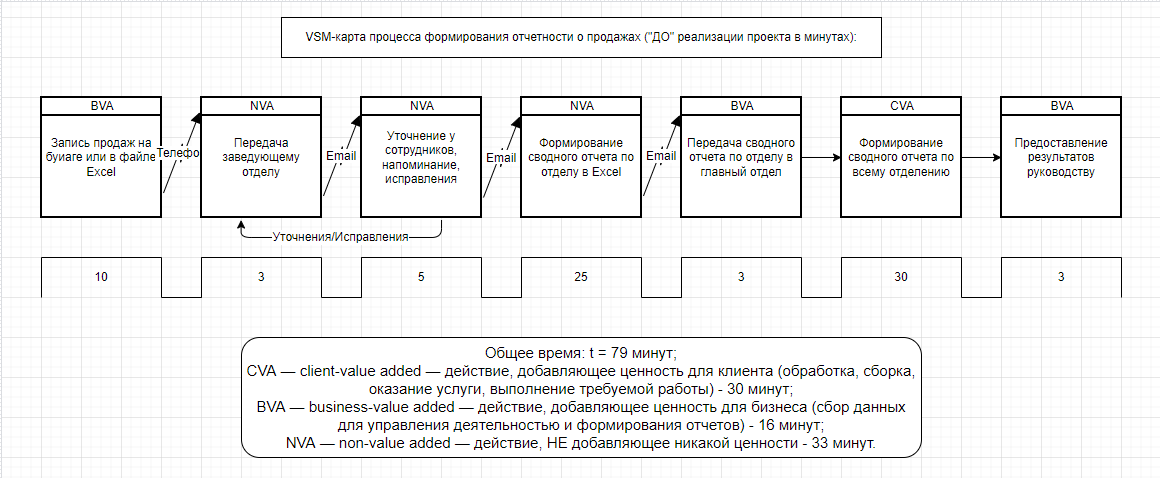 VSM-карта процесса формирования отчетности о продажах ("ДО" реализации проекта в минутах):
BVA
Запись продаж на
буиаге или в файле
Excel
Телефо
NVA
Передача
заведующему
отделу
Email
NVA
Уточнение у
сотрудников,
напоминание,
исправления
Email
NVA
Формирование
сводного отчета по
отделу в Excel
Email
BVA
Передача сводного
отчета по отделу в
главный отдел
CVA
Формирование
сводного отчета по
всему отделению
BVA
Предоставление
результатов
руководству
Уточнения/Исправления
10
3
5
25
3
30
3
Общее время: t = 79 минут;
CVA — client-value added — действие, добавляющее ценность для клиента (обработка, сборка,
оказание услуги, выполнение требуемой работы) - 30 минут;
BVA — business-value added — действие, добавляющее ценность для бизнеса (сбор данных
для управления деятельностью и формирования отчетов) - 16 минут;
NVA — non-value added — действие, НЕ добавляющее никакой ценности - 33 минут.